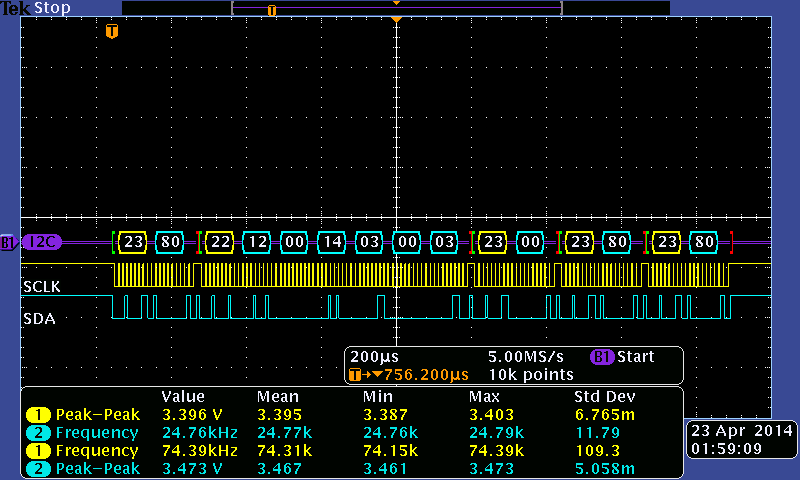 Tek Stop
T
T
B1 I2C 23 80 22 12 00 14 03 00 03 23 00 23 80 23 80
SCLK
SDA
200µs 5.00MS/s B1 Start
T→▼756.200µs 10k points
Value Mean Min Max Std Dev
1 Peak-Peak 3.396 V 3.395 3.387 3.403 6.765m
2 Frequency 24.76kHz 24.77k 24.76k 24.79k 11.79
1 Frequency 74.39kHz 74.31k 74.15k 74.39k 109.3
2 Peak-Peak 3.473 V 3.467 3.461 3.473 5.058m
23 Apr 2014
01:59:09